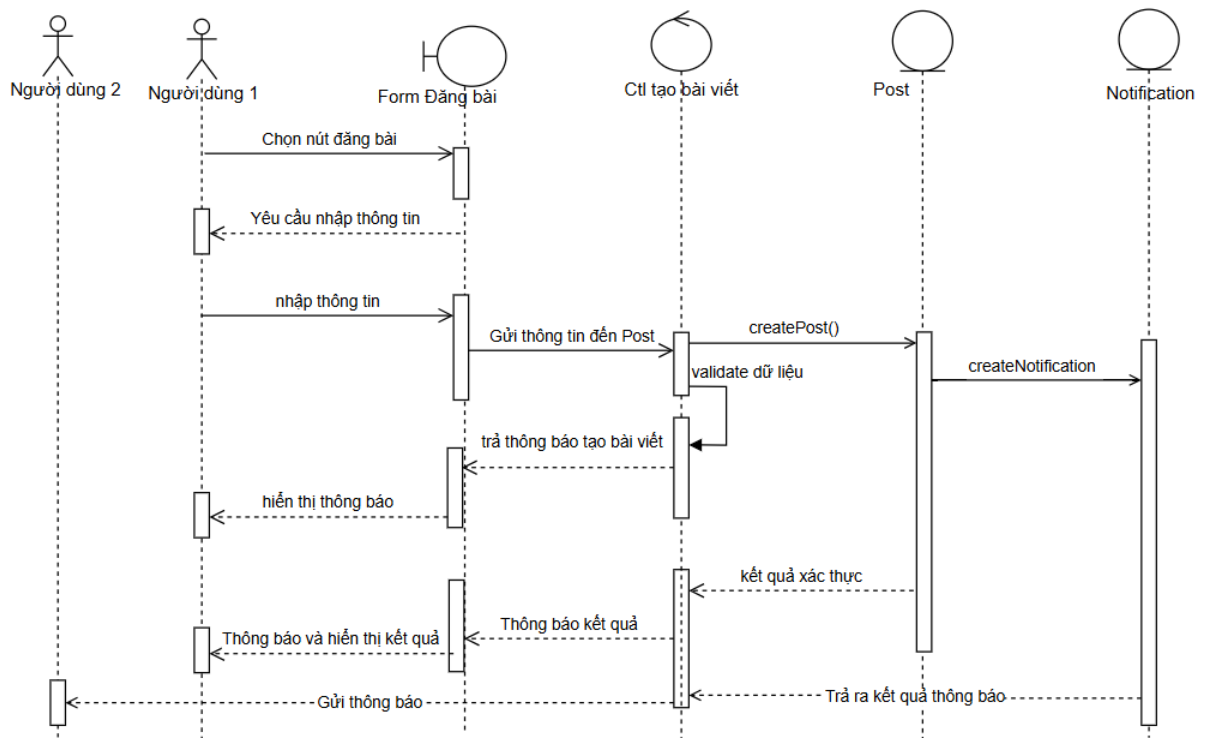 Người dùng 2
Người dùng 1
Form Đăng bài
Ctl tạo bài viết
Post
Notification
Chọn nút đăng bài
Yêu cầu nhập thông tin
nhập thông tin
Gửi thông tin đến Post
createPost()
validate dữ liệu
createNotification
trả thông báo tạo bài viết
hiển thị thông báo
kết quả xác thực
Thông báo kết quả
Thông báo và hiển thị kết quả
Trả ra kết quả thông báo
Gửi thông báo